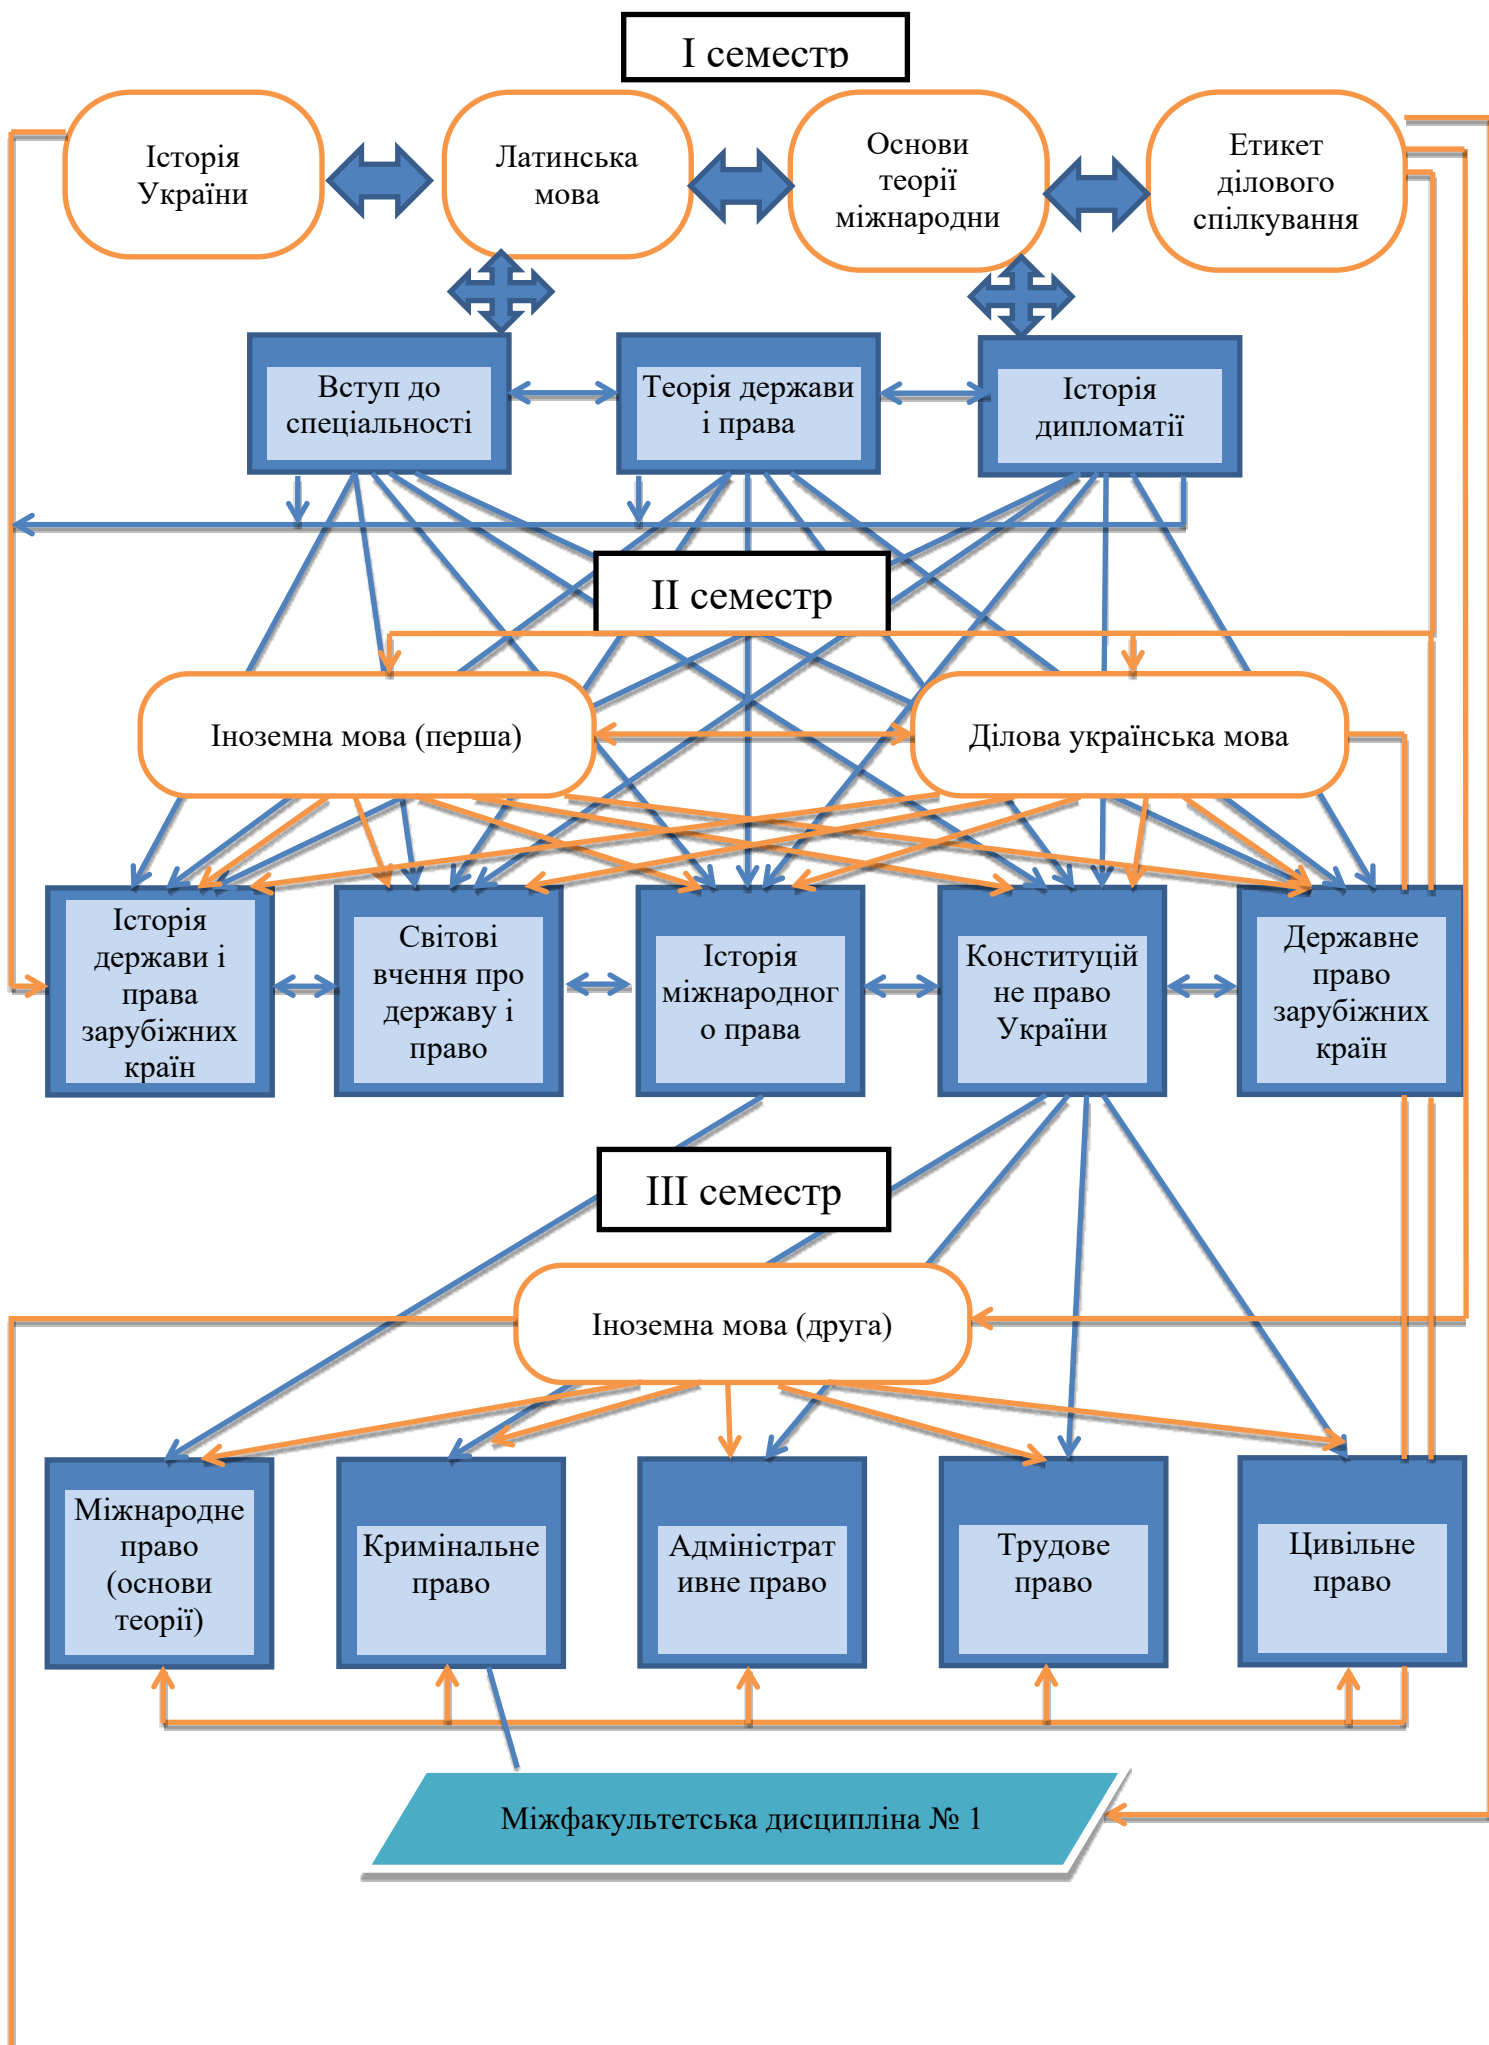 І семестр
Історія
України
Латинська
мова
Основи
теорії
міжнародни
Етикет
ділового
спілкування
Вступ до
спеціальності
Теорія держави
і права
Історія
дипломатії
ІІ семестр
Іноземна мова (перша)
Ділова українська мова
Історія
держави і
права
зарубіжних
країн
Світові
вчення про
державу і
право
Історія
міжнародног
о права
Конституцій
не право
України
Державне
право
зарубіжних
країн
ІІІ семестр
Іноземна мова (друга)
Міжнародне
право
(основи
теорії)
Кримінальне
право
Адміністрат
ивне право
Трудове
право
Цивільне
право
Міжфакультетська дисципліна № 1